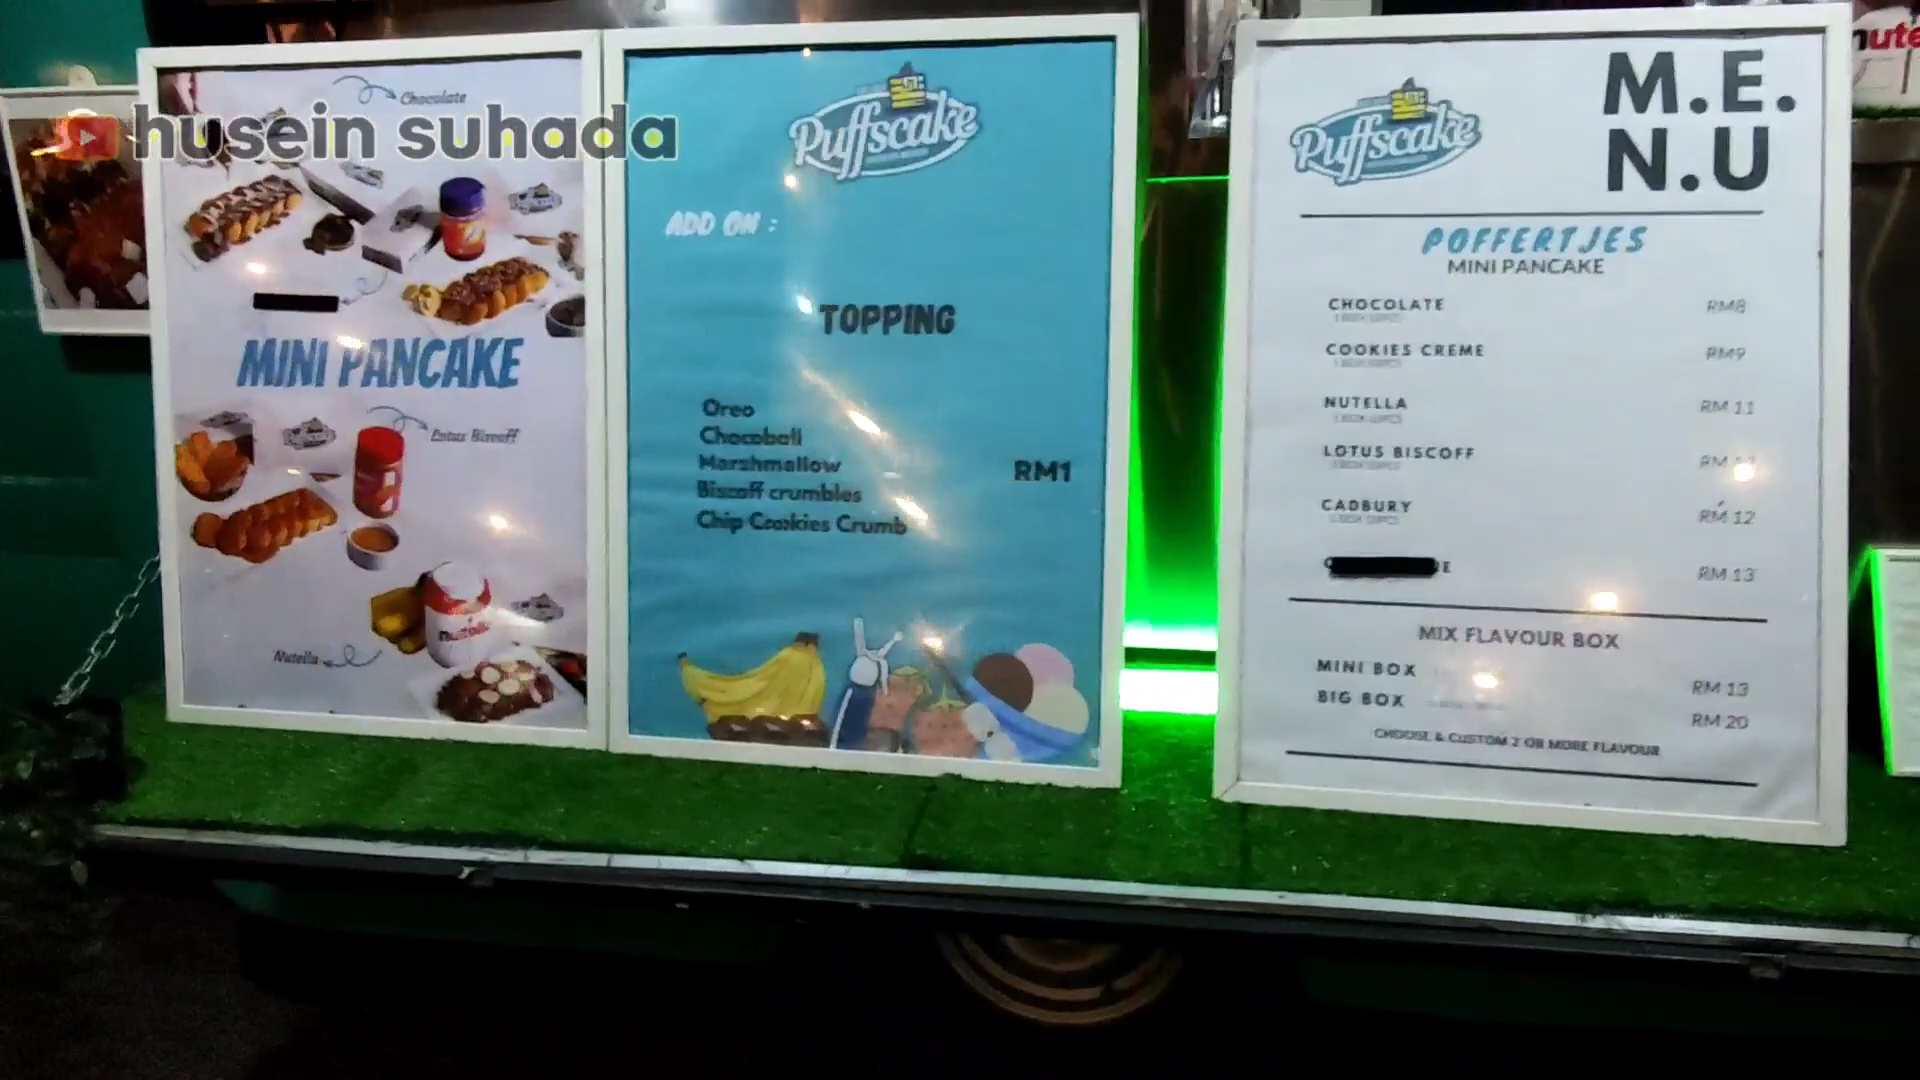 husein suhada
Chocolate
MINI PANCAKE
Lotus Biscoff
Nutella
Puffscake
ADD ON :
TOPPING
Oreo
Chocoball
Marshmallow
Biscoff crumbles
Chip Cookies Crumb
RM1
Puffscake
M.E.
N.U
POFFERTJES
MINI PANCAKE
CHOCOLATE RM8
COOKIES CREME RM9
NUTELLA RM 11
LOTUS BISCOFF RM
CADBURY RM 12
RM 13
MIX FLAVOUR BOX
MINI BOX RM 13
BIG BOX RM 20
CHOOSE & CUSTOM 2 OR MORE FLAVOUR